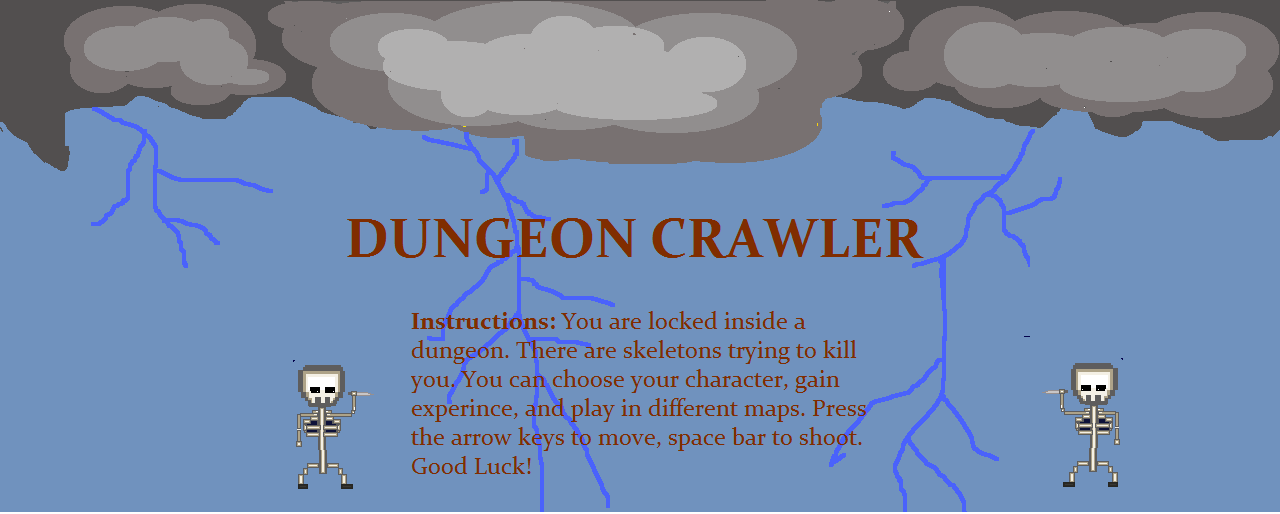 DUNGEON CRAWLER
Instructions: You are locked inside a
dungeon. There are skeletons trying to kill
you. You can choose your character, gain
experince, and play in different maps. Press
the arrow keys to move, space bar to shoot.
Good Luck!